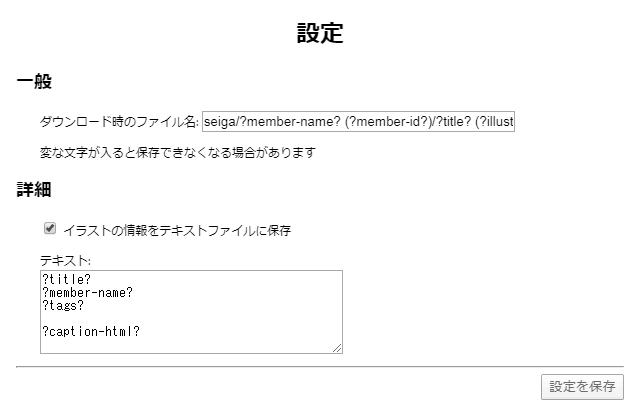 設定
一般
ダウンロード時のファイル名: seiga/?member-name? (?member-id?)/?title? (?illust
変な文字が入ると保存できなくなる場合があります
詳細
イラストの情報をテキストファイルに保存
テキスト:
?title?
?member-name?
?tags?
?caption-html?
設定を保存